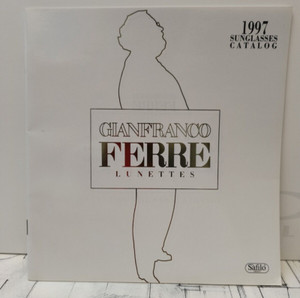 1997
SUNGLASSES
CATALOG
GIANFRANCO
FERRE
LUNETTES
Safilo